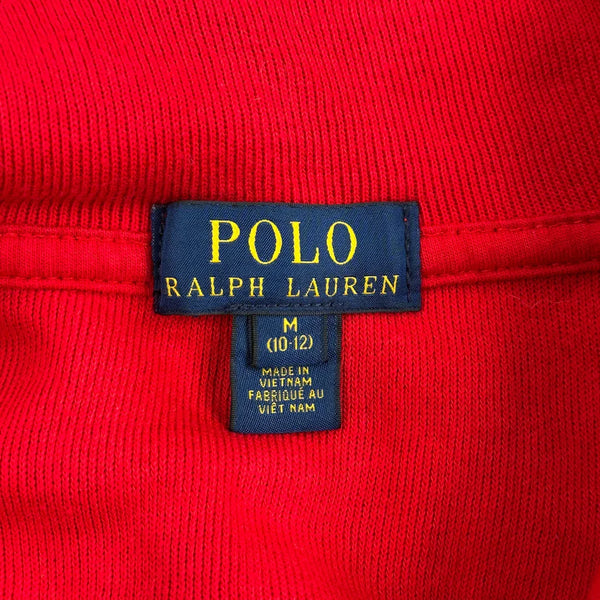 POLO
RALPH LAUREN
M
(10-12)
MADE IN
VIETNAM
FABRIQUÉ AU
VIÊT NAM